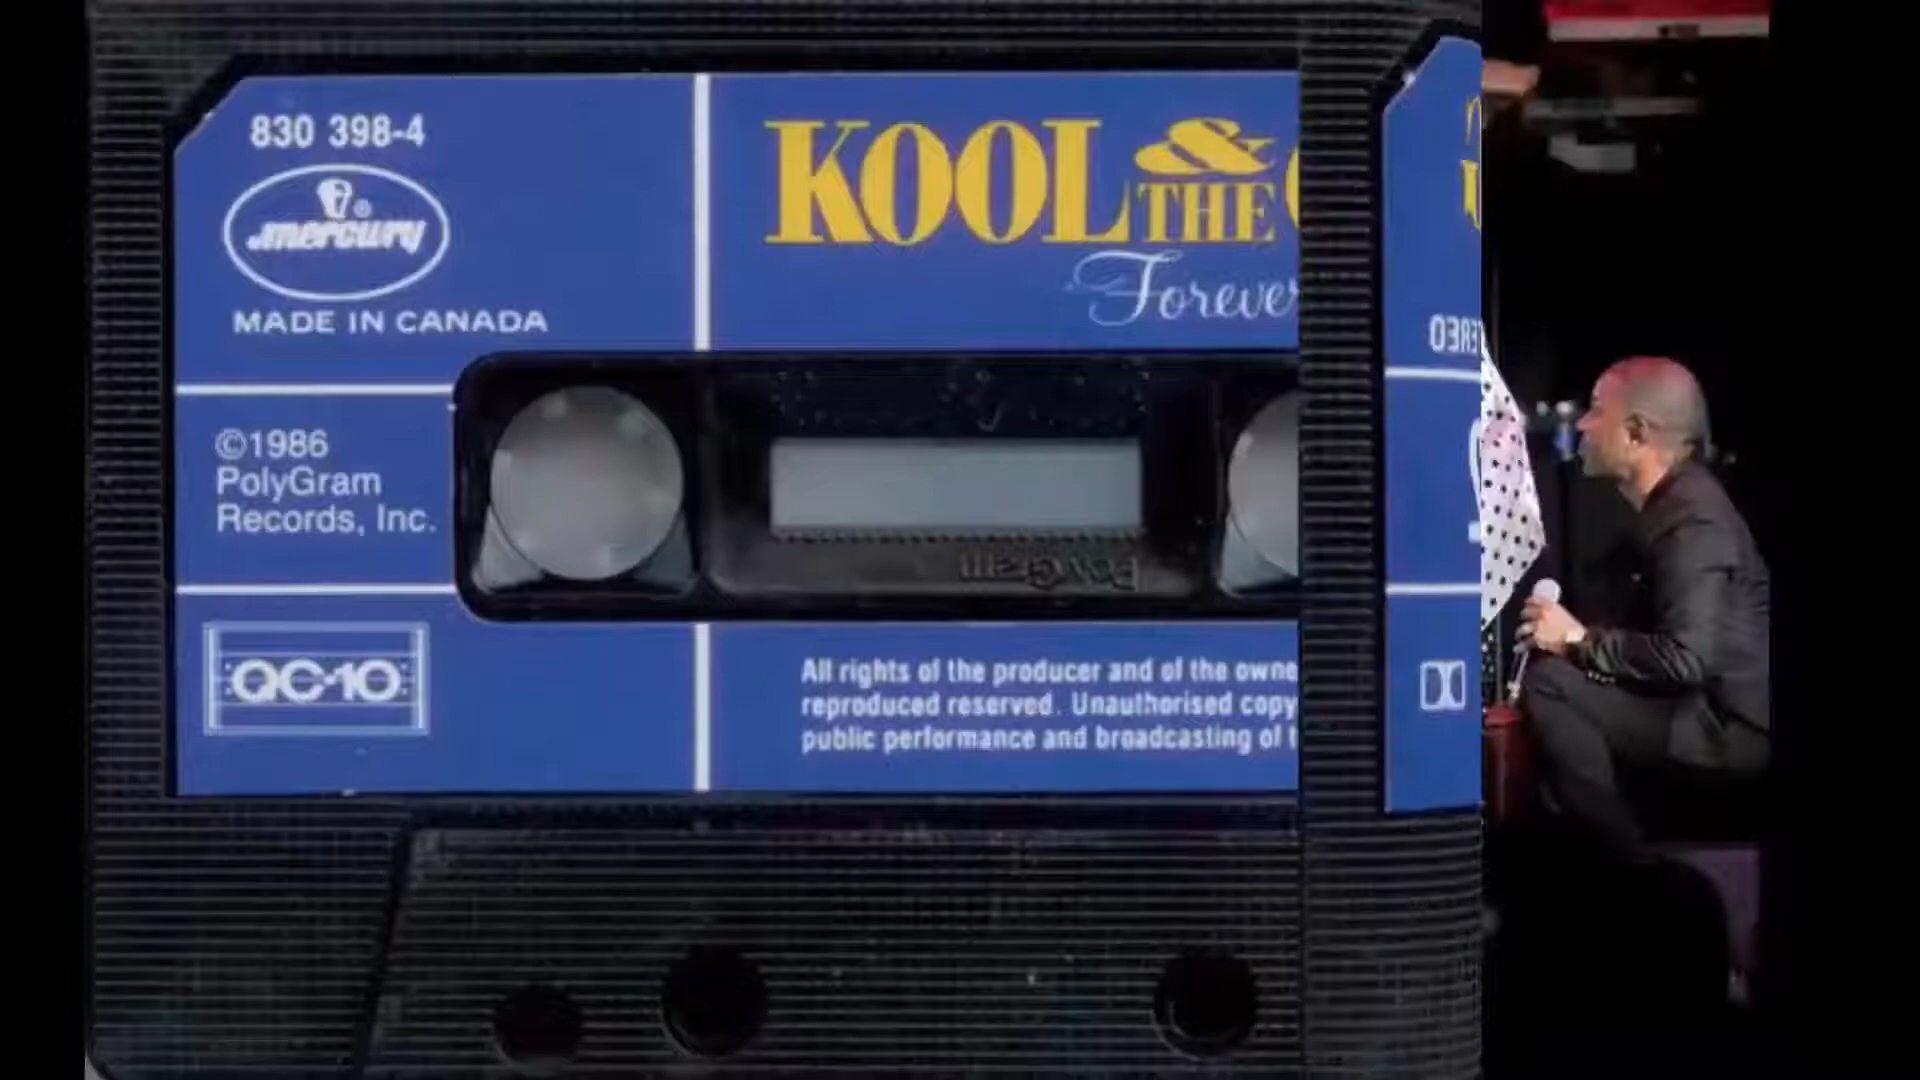 830 398-4
mercury®
MADE IN CANADA
KOOL &
THE
Forever
©1986
PolyGram
Records, Inc.
PolyGram
QC-10
All rights of the producer and of the owne
reproduced reserved. Unauthorised copy
public performance and broadcasting of t